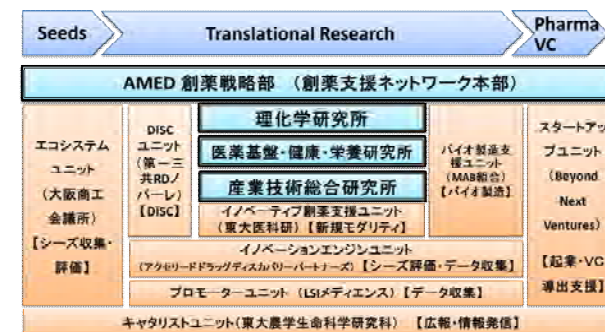 Seeds
Translational Research
Pharma
VC
AMED 創薬戦略部 （創薬支援ネットワーク本部）
エコシステム
ユニット
（大阪商工
会議所）
【シーズ収集・
評価】
DISC
ユニット
（第一三
共RDノ
バーレ）
【DISC】
理化学研究所
医薬基盤・健康・栄養研究所
産業技術総合研究所
イノベーティブ創薬支援ユニット
（東大医科研）【新規モダリティ】
バイオ製造支
援ユニット
（MAB組合）
【バイオ製造】
スタートアッ
プユニット
（Beyond
Next
Ventures）
【起業・VC
導出支援】
イノベーションエンジンユニット
（アクセリードドラッグディスカバリーパートナーズ）【シーズ評価・データ収集】
プロモーターユニット（LSIメディエンス）【データ収集】
キャタリストユニット（東大農学生命科学研究科） 【広報・情報発信】